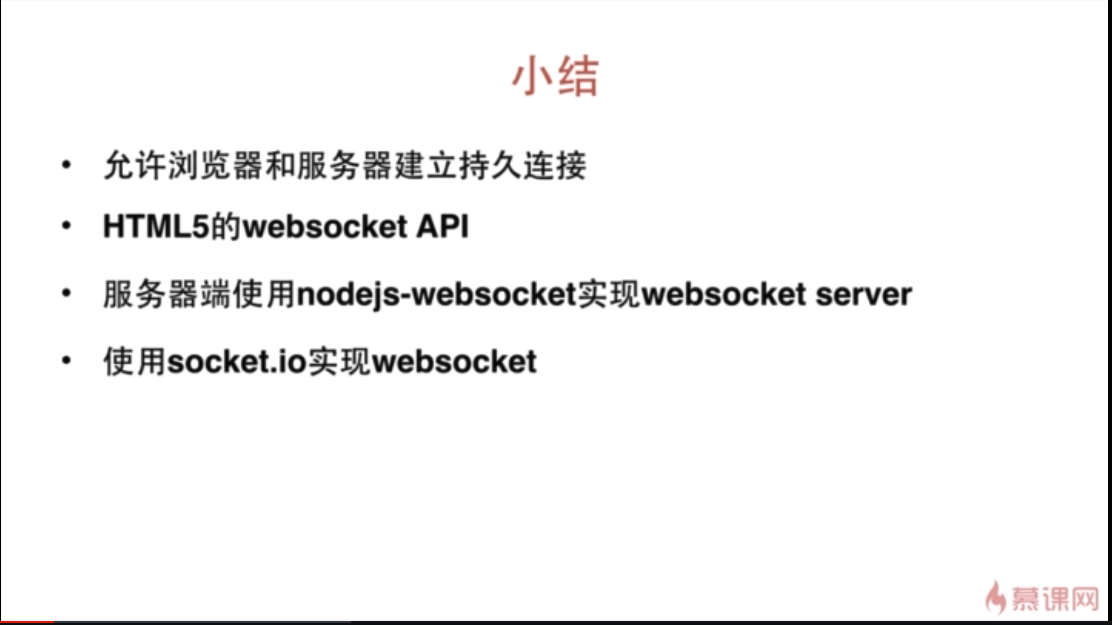 小结
• 允许浏览器和服务器建立持久连接
• HTML5的websocket API
• 服务器端使用nodejs-websocket实现websocket server
• 使用socket.io实现websocket
慕课网